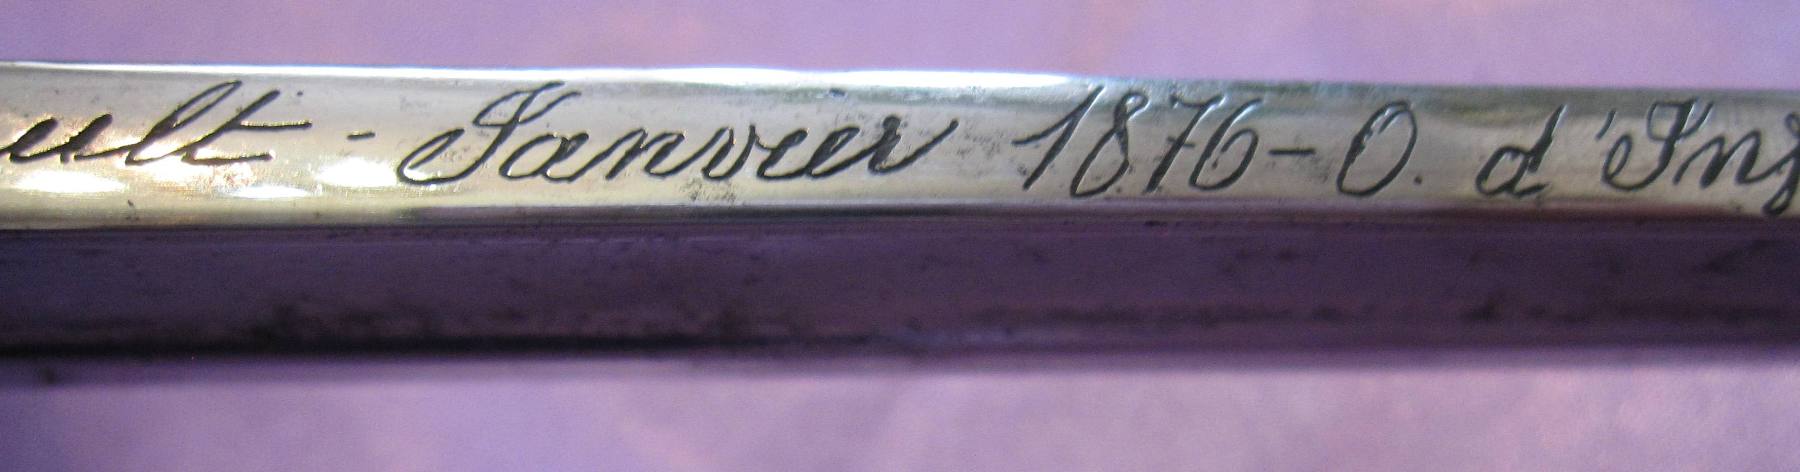 ult - Janvier 1876 - O. d'Inf